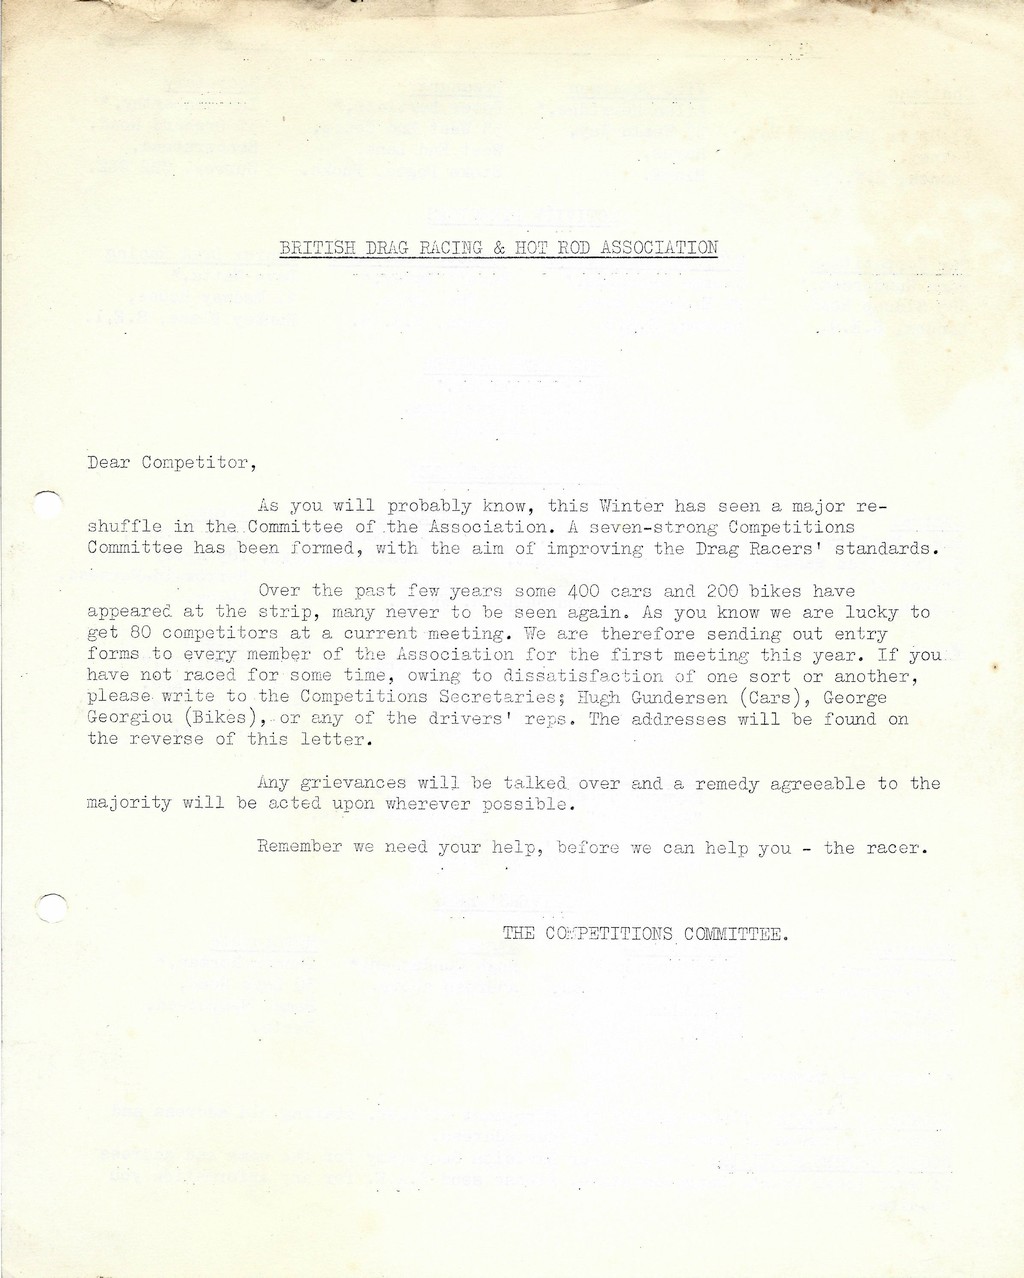 BRITISH DRAG RACING & HOT ROD ASSOCIATION
Dear Competitor,
As you will probably know, this Winter has seen a major re-
shuffle in the Committee of the Association. A seven-strong Competitions
Committee has been formed, with the aim of improving the Drag Racers' standards.
Over the past few years some 400 cars and 200 bikes have
appeared at the strip, many never to be seen again. As you know we are lucky to
get 80 competitors at a current meeting. We are therefore sending out entry
forms to every member of the Association for the first meeting this year. If you
have not raced for some time, owing to dissatisfaction of one sort or another,
please write to the Competitions Secretaries; Hugh Gundersen (Cars), George
Georgiou (Bikes), or any of the drivers' reps. The addresses will be found on
the reverse of this letter.
Any grievances will be talked over and a remedy agreeable to the
majority will be acted upon wherever possible.
Remember we need your help, before we can help you - the racer.
THE COMPETITIONS COMMITTEE.